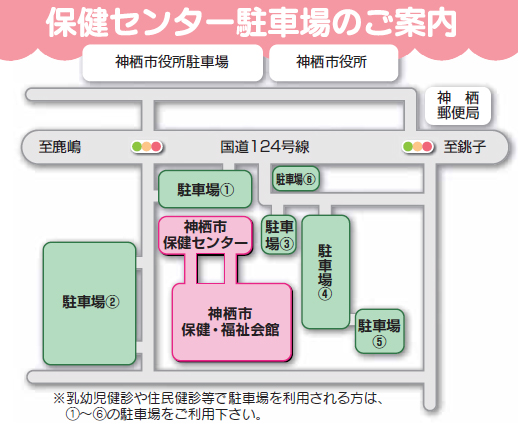 保健センター駐車場のご案内
神栖市役所駐車場
神栖市役所
神 栖
郵便局
至鹿嶋
国道124号線
至銚子
駐車場①
駐車場⑥
神栖市
保健センター
駐車
場③
駐車場④
駐車場②
神栖市
保健・福祉会館
駐車場
⑤
※乳幼児健診や住民健診等で駐車場を利用される方は、
①～⑥の駐車場をご利用下さい。